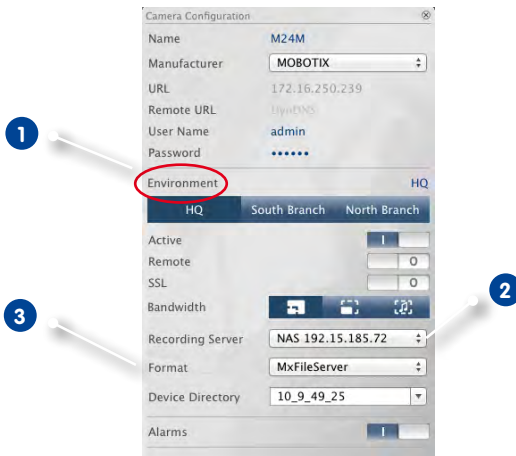 Camera Configuration
Name M24M
Manufacturer MOBOTIX
URL 172.16.250.239
Remote URL DynDNS
User Name admin
Password ••••••
1
Environment HQ
HQ South Branch North Branch
Active I
Remote O
SSL O
Bandwidth
2
3
Recording Server NAS 192.15.185.72
Format MxFileServer
Device Directory 10_9_49_25
Alarms I